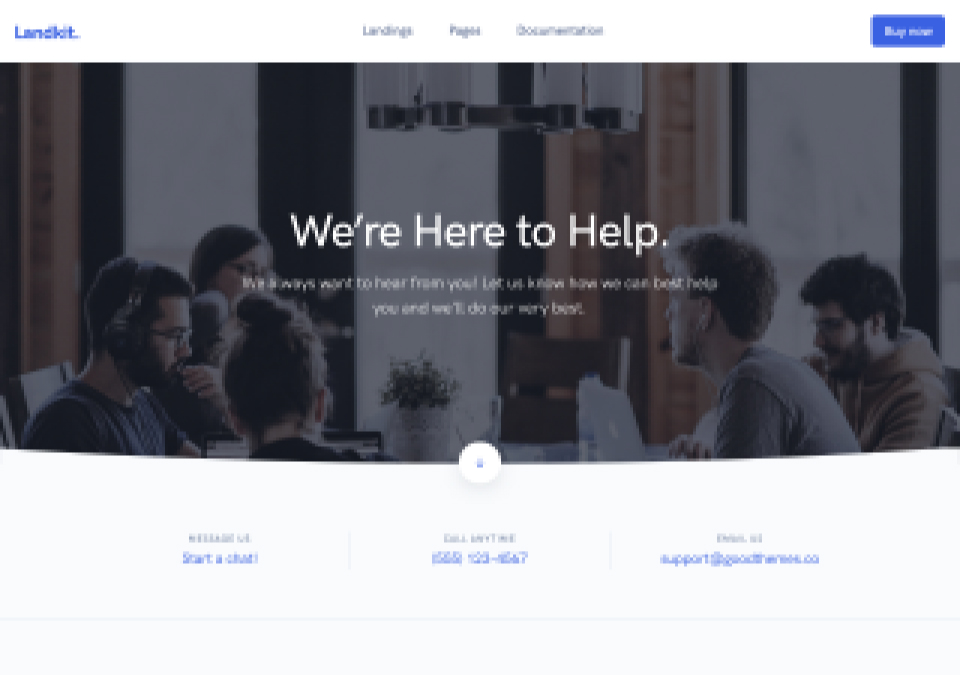 Landkit.
Landings Pages Documentation
Buy now
We're Here to Help.
We always want to hear from you! Let us know how we can best help
you and we'll do our very best.
MESSAGE US
Start a chat!
CALL ANYTIME
(555) 123-4567
EMAIL US
support@goodthemes.co